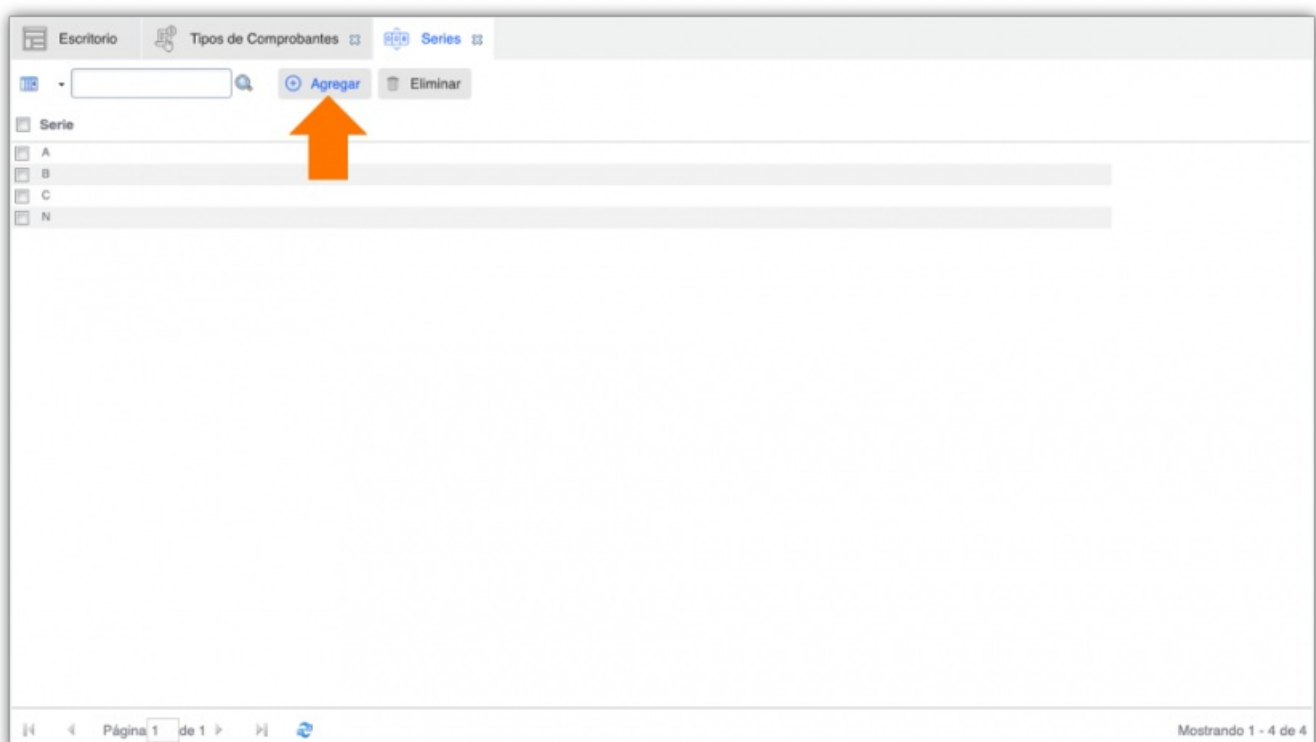 Escritorio Tipos de Comprobantes Series
Agregar Eliminar
Serie
A
B
C
N
Página 1 de 1 Mostrando 1 - 4 de 4